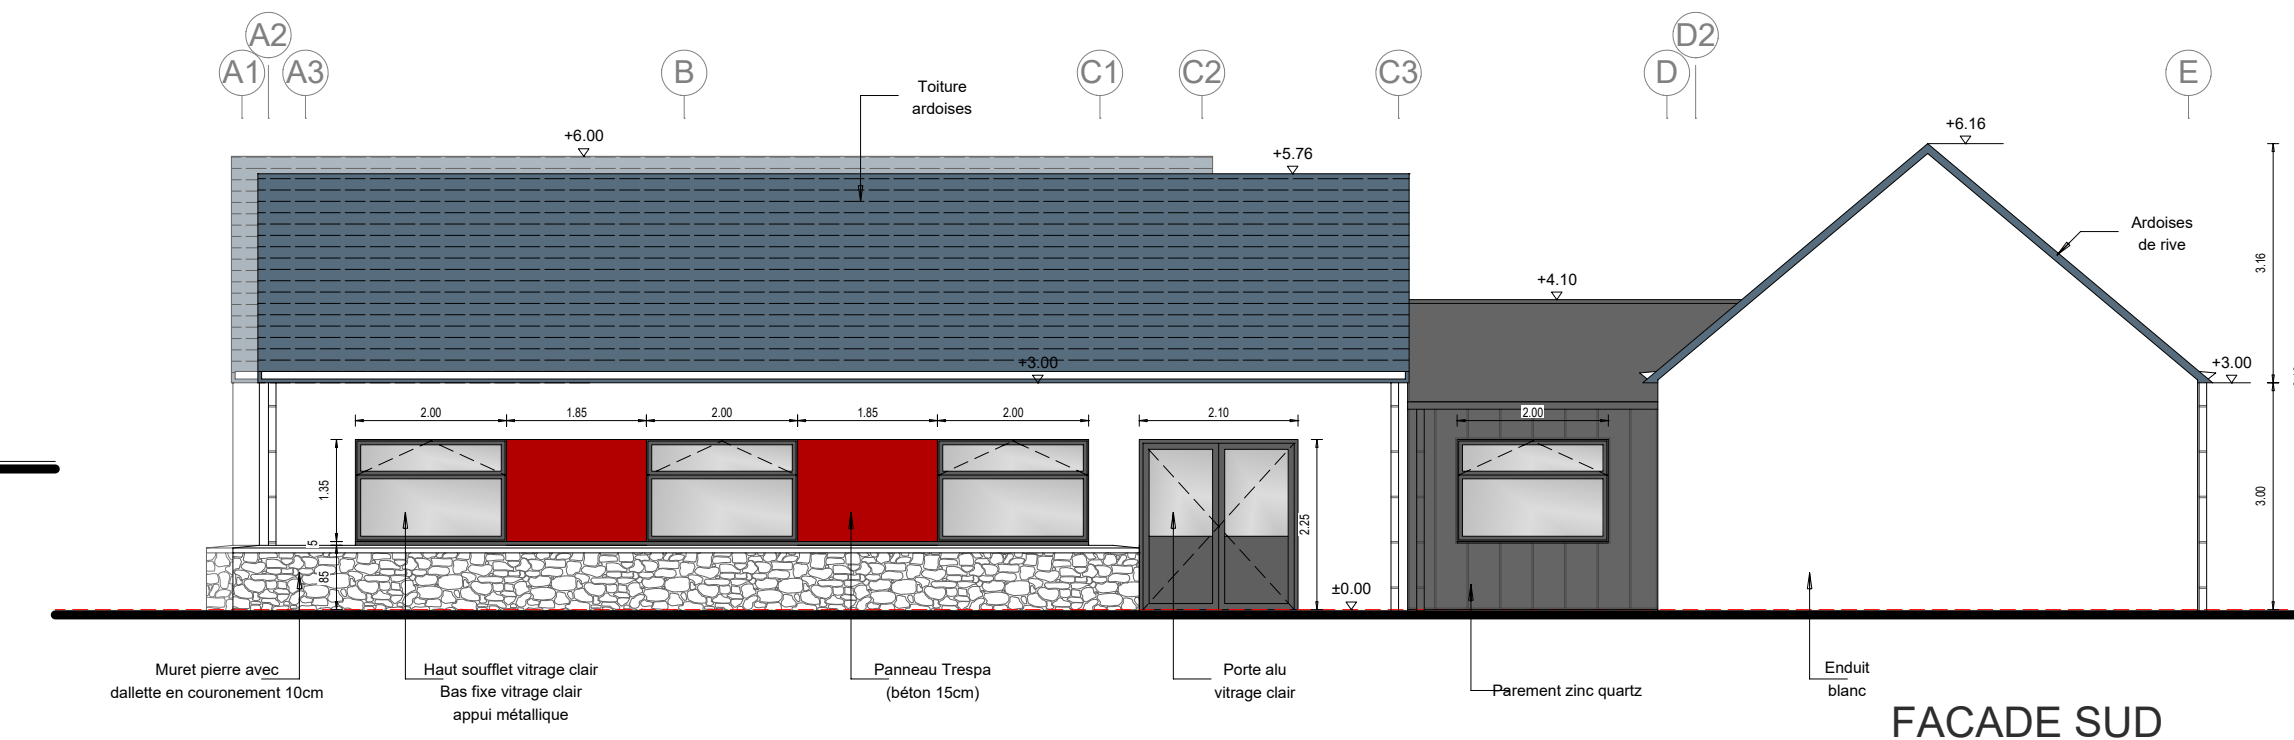 A2
D2
A1
A3
B
C1
C2
C3
D
E
Toiture
ardoises
+6.00
+5.76
+6.16
Ardoises
de rive
3.16
+4.10
+3.00
+3.00
2.00
1.85
2.00
1.85
2.00
2.10
2.00
1.35
5
85
2.25
3.00
±0.00
Muret pierre avec
dallette en couronement 10cm
Haut soufflet vitrage clair
Bas fixe vitrage clair
appui métallique
Panneau Trespa
(béton 15cm)
Porte alu
vitrage clair
Parement zinc quartz
Enduit
blanc
FACADE SUD